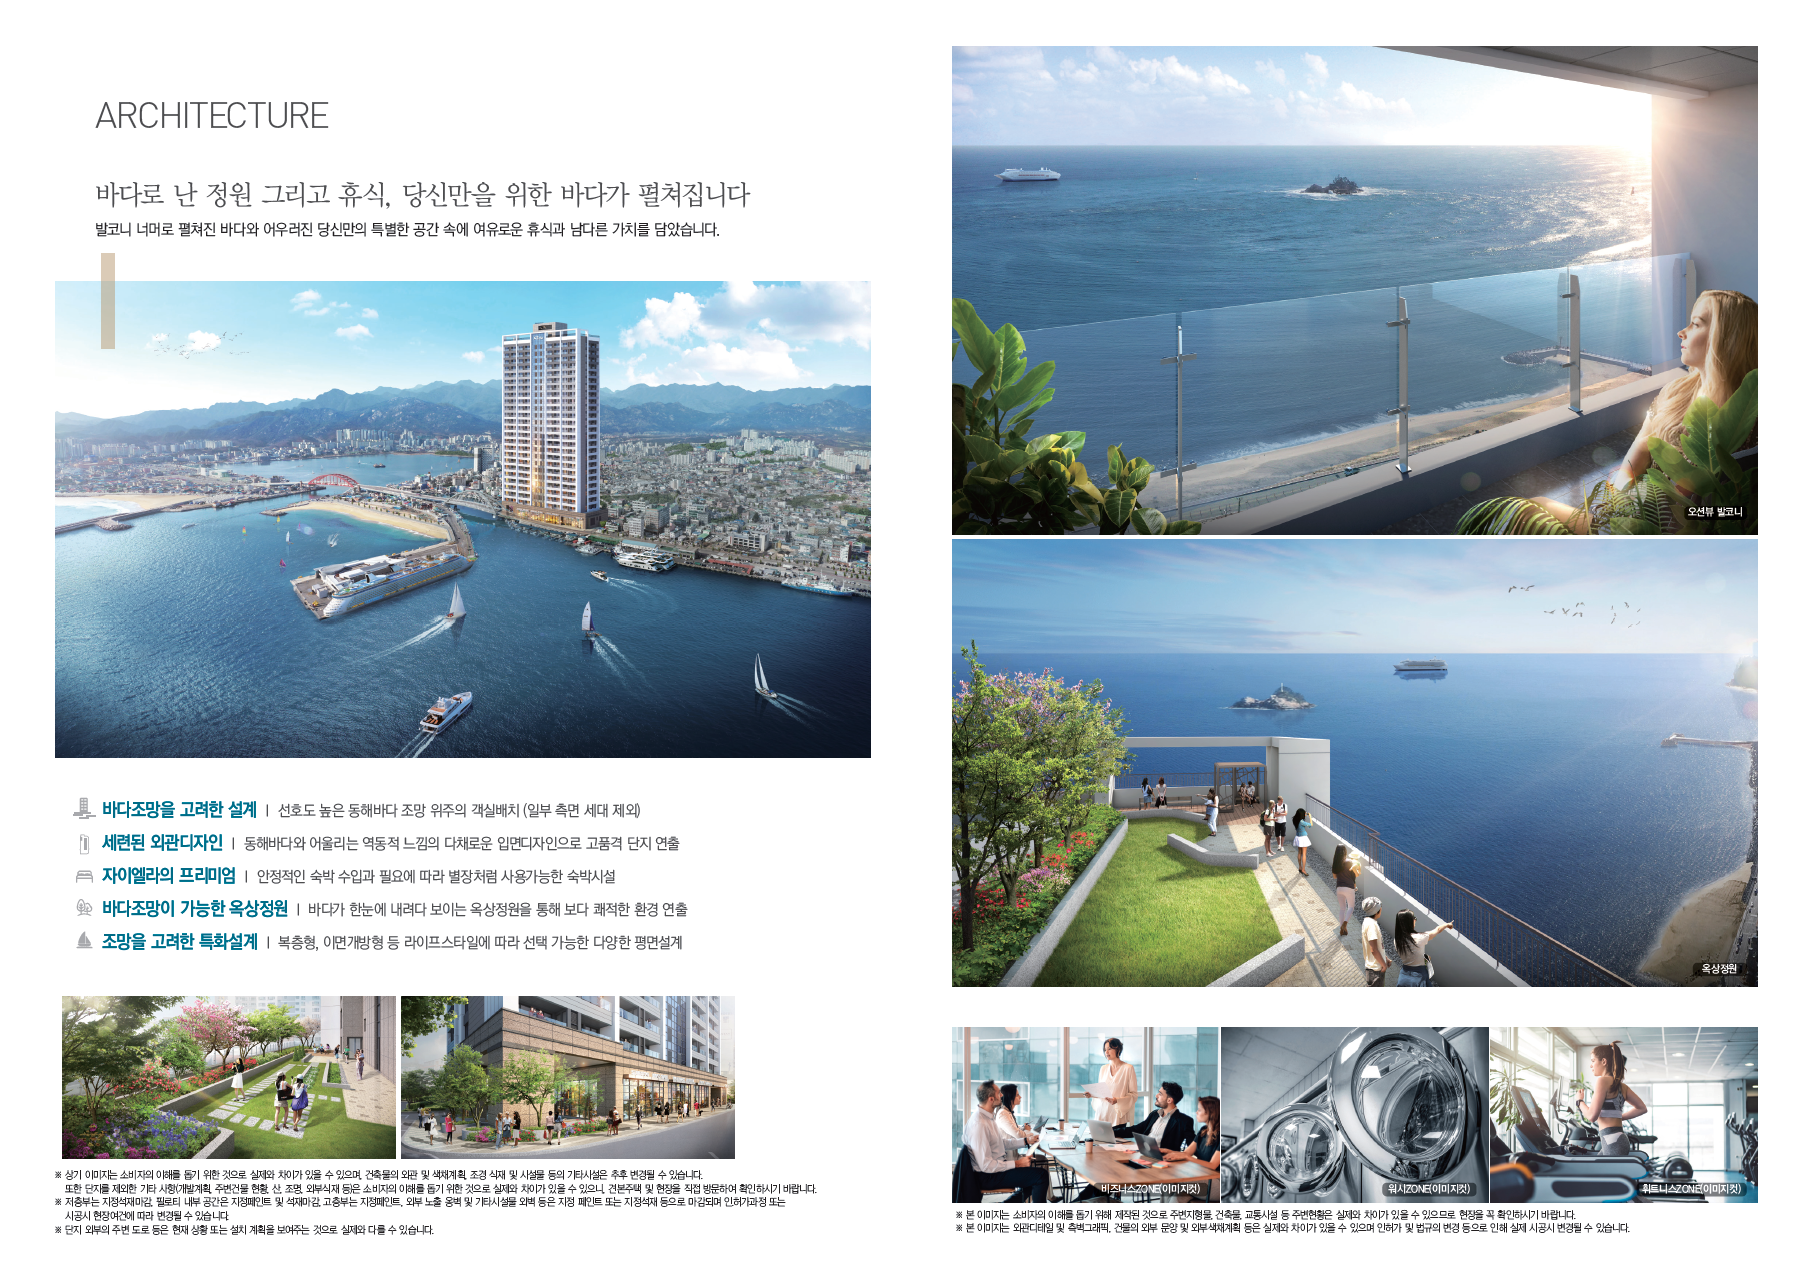 ARCHITECTURE
바다로 난 정원 그리고 휴식, 당신만을 위한 바다가 펼쳐집니다
발코니 너머로 펼쳐진 바다와 어우러진 당신만의 특별한 공간 속에 여유로운 휴식과 남다른 가치를 담았습니다.
바다조망을 고려한 설계 | 선호도 높은 동해바다 조망 위주의 객실배치 (일부 측면 세대 제외)
세련된 외관디자인 | 동해바다와 어울리는 역동적 느낌의 다채로운 입면디자인으로 고품격 단지 연출
자이엘라의 프리미엄 | 안정적인 숙박 수입과 필요에 따라 별장처럼 사용가능한 숙박시설
바다조망이 가능한 옥상정원 | 바다가 한눈에 내려다 보이는 옥상정원을 통해 보다 쾌적한 환경 연출
조망을 고려한 특화설계 | 복층형, 이면개방형 등 라이프스타일에 따라 선택 가능한 다양한 평면설계
※ 상기 이미지는 소비자의 이해를 돕기 위한 것으로 실제와 차이가 있을 수 있으며, 건축물의 외관 및 색채계획, 조경 식재 및 시설물 등의 기타시설은 추후 변경될 수 있습니다.
또한 단지를 제외한 기타 사항(개발계획, 주변건물 현황, 산, 조명, 외부식재 등)은 소비자의 이해를 돕기 위한 것으로 실제와 차이가 있을 수 있으니, 견본주택 및 현장을 직접 방문하여 확인하시기 바랍니다.
※ 저층부는 지정석재마감, 필로티 내부 공간은 지정페인트 및 석재마감, 고층부는 지정페인트, 외부 노출 옹벽 및 기타시설물 외벽 등은 지정 페인트 또는 지정석재 등으로 마감되며 인·허가과정 또는
시공시 현장여건에 따라 변경될 수 있습니다.
※ 단지 외부의 주변 도로 등은 현재 상황 또는 설치 계획을 보여주는 것으로 실제와 다를 수 있습니다.
오션뷰 발코니
옥상정원
비즈니스ZONE(이미지컷)
워시ZONE(이미지컷)
휘트니스ZONE(이미지컷)
※ 본 이미지는 소비자의 이해를 돕기 위해 제작된 것으로 주변지형물, 건축물, 교통시설 등 주변현황은 실제와 차이가 있을 수 있으므로 현장을 꼭 확인하시기 바랍니다.
※ 본 이미지는 외관디테일 및 측벽그래픽, 건물의 외부 문양 및 외부색채계획 등은 실제와 차이가 있을 수 있으며 인허가 및 법규의 변경 등으로 인해 실제 시공시 변경될 수 있습니다.